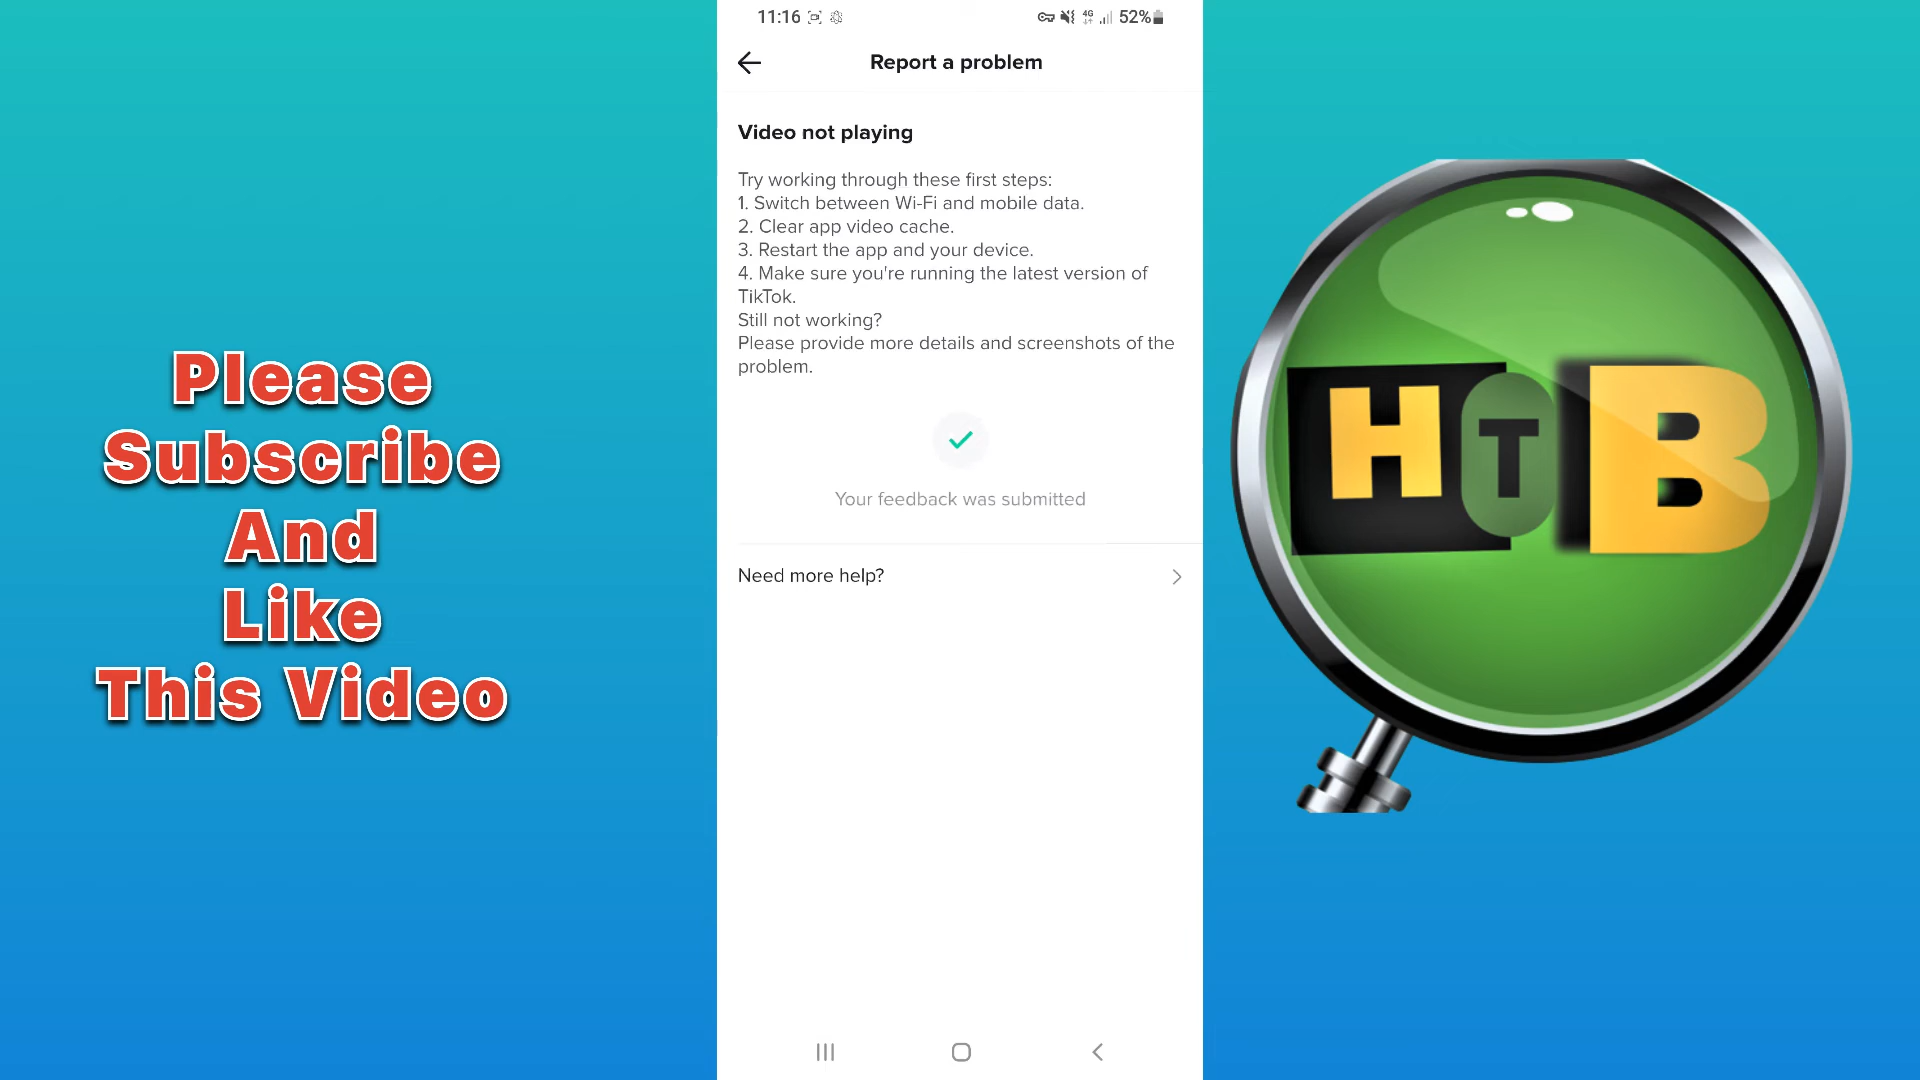 Please
Subscribe
And
Like
This Video
11:16
4G
52%
Report a problem
Video not playing
Try working through these first steps:
1. Switch between Wi-Fi and mobile data.
2. Clear app video cache.
3. Restart the app and your device.
4. Make sure you're running the latest version of
TikTok.
Still not working?
Please provide more details and screenshots of the
problem.
Your feedback was submitted
Need more help?
HTB